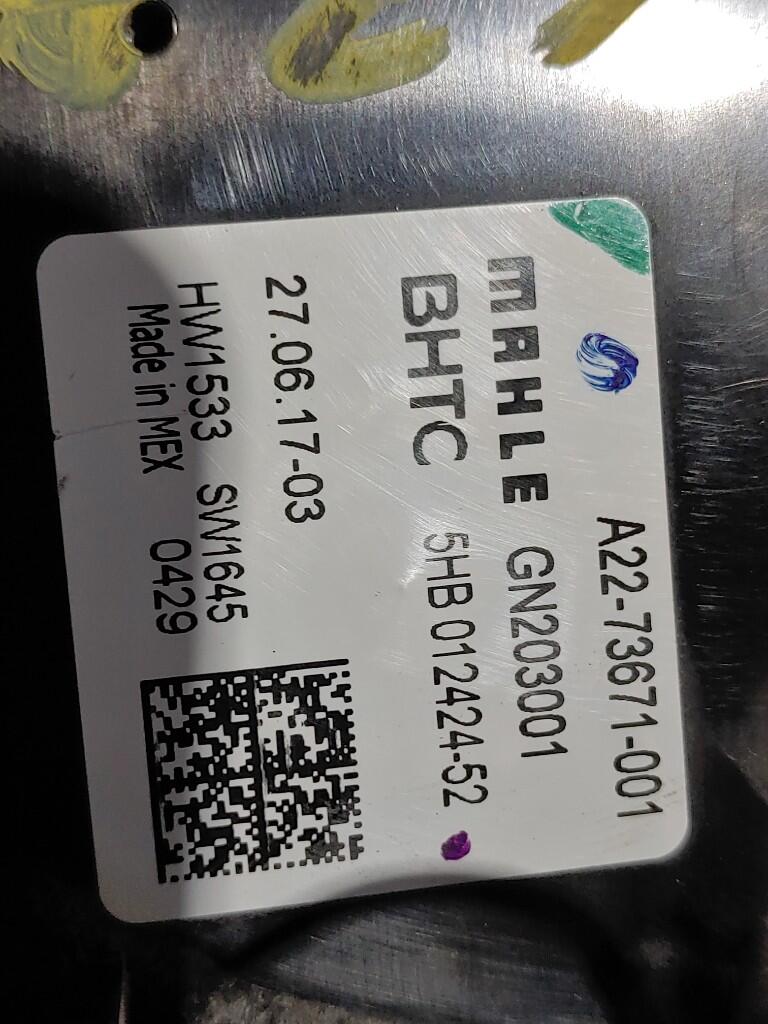 A22-73671-001
MAHLE GN203001
BHTC 5HB 012424-52
27.06.17-03
HW1533 SW1645
Made in MEX 0429